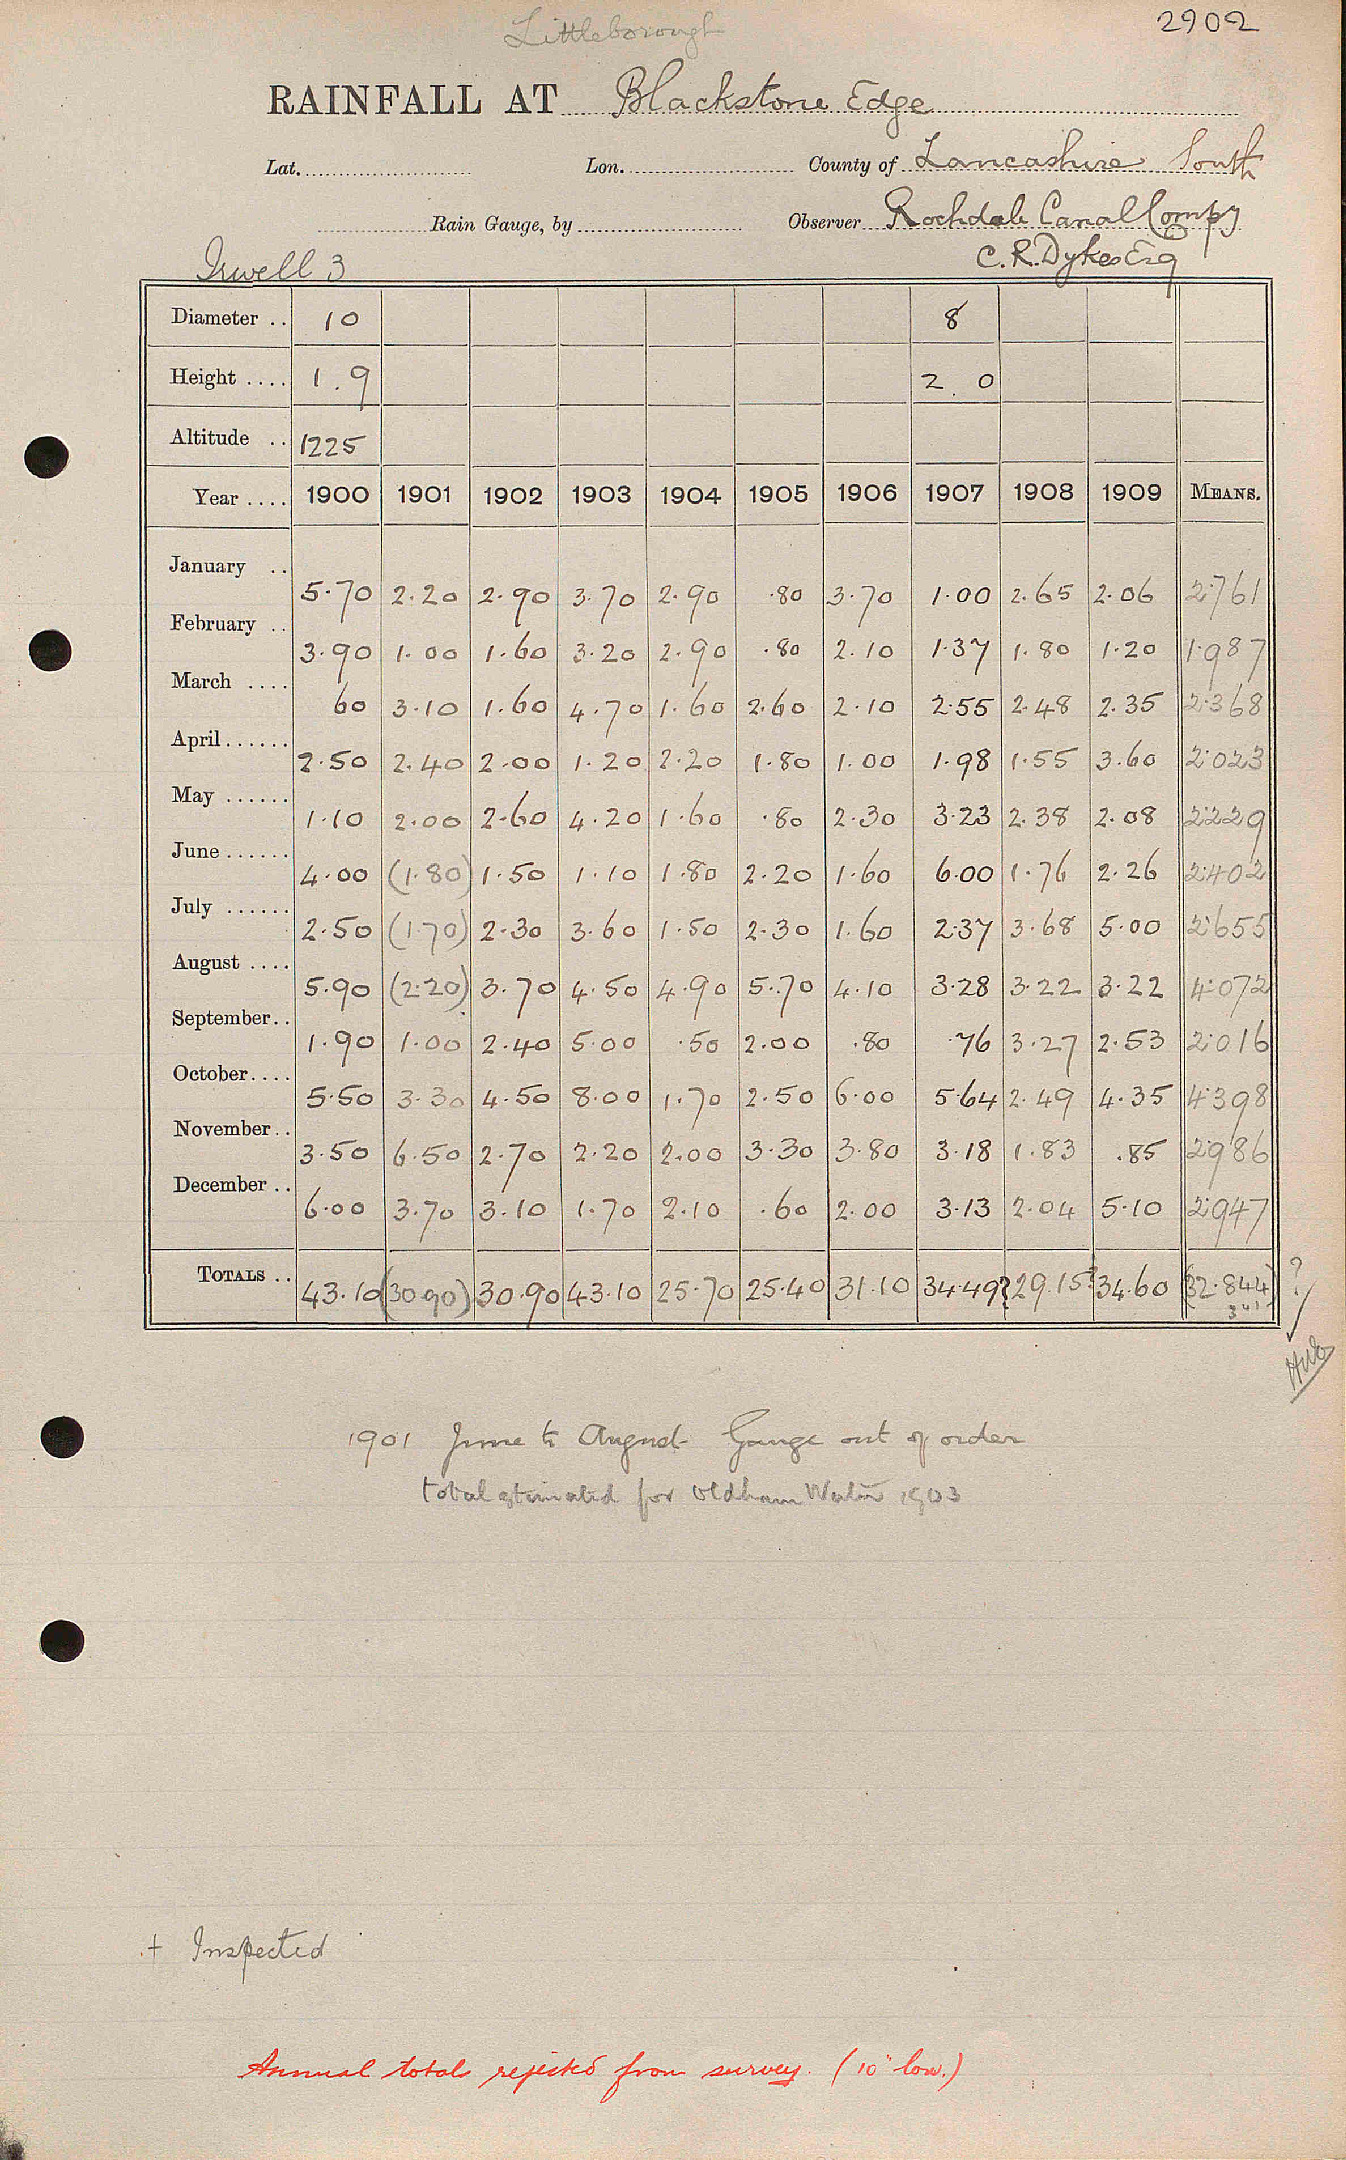 Littleborough 2902
RAINFALL AT Blackstone Edge
Lat. Lon. County of Lancashire South
Rain Gauge, by Observer Rochdale Canal Compy
Irwell 3 C. R. Dykes Esq
Diameter .. 10 8
Height .... 1.9 2.0
Altitude .. 1225
Year .... 1900 1901 1902 1903 1904 1905 1906 1907 1908 1909 MEANS.
January .. 5.70 2.20 2.90 3.70 2.90 .80 3.70 1.00 2.65 2.06 2.761
February .. 3.90 1.00 1.60 3.20 2.90 .80 2.10 1.37 1.80 1.20 1.987
March .... 60 3.10 1.60 4.70 1.60 2.60 2.10 2.55 2.48 2.35 2.368
April...... 2.50 2.40 2.00 1.20 2.20 1.80 1.00 1.98 1.55 3.60 2.023
May ...... 1.10 2.00 2.60 4.20 1.60 .80 2.30 3.23 2.38 2.08 2.229
June...... 4.00 (1.80) 1.50 1.10 1.80 2.20 1.60 6.00 1.76 2.26 2.402
July ...... 2.50 (1.70) 2.30 3.60 1.50 2.30 1.60 2.37 3.68 5.00 2.655
August .... 5.90 (2.20) 3.70 4.50 4.90 5.70 4.10 3.28 3.22 3.22 4.072
September.. 1.90 1.00 2.40 5.00 .50 2.00 .80 .76 3.27 2.53 2.016
October.... 5.50 3.30 4.50 8.00 1.70 2.50 6.00 5.64 2.49 4.35 4.398
November.. 3.50 6.50 2.70 2.20 2.00 3.30 3.80 3.18 1.83 .85 2.986
December .. 6.00 3.70 3.10 1.70 2.10 .60 2.00 3.13 2.04 5.10 2.947
TOTALS .. 43.10 (30.90) 30.90 43.10 25.70 25.40 31.10 34.49? 29.15? 34.60 (32.844) ?
1901 June to August Gauge out of order
total estimated for Oldham Water 1903
+ Inspected
Annual totals rejected from survey. (10" low.)